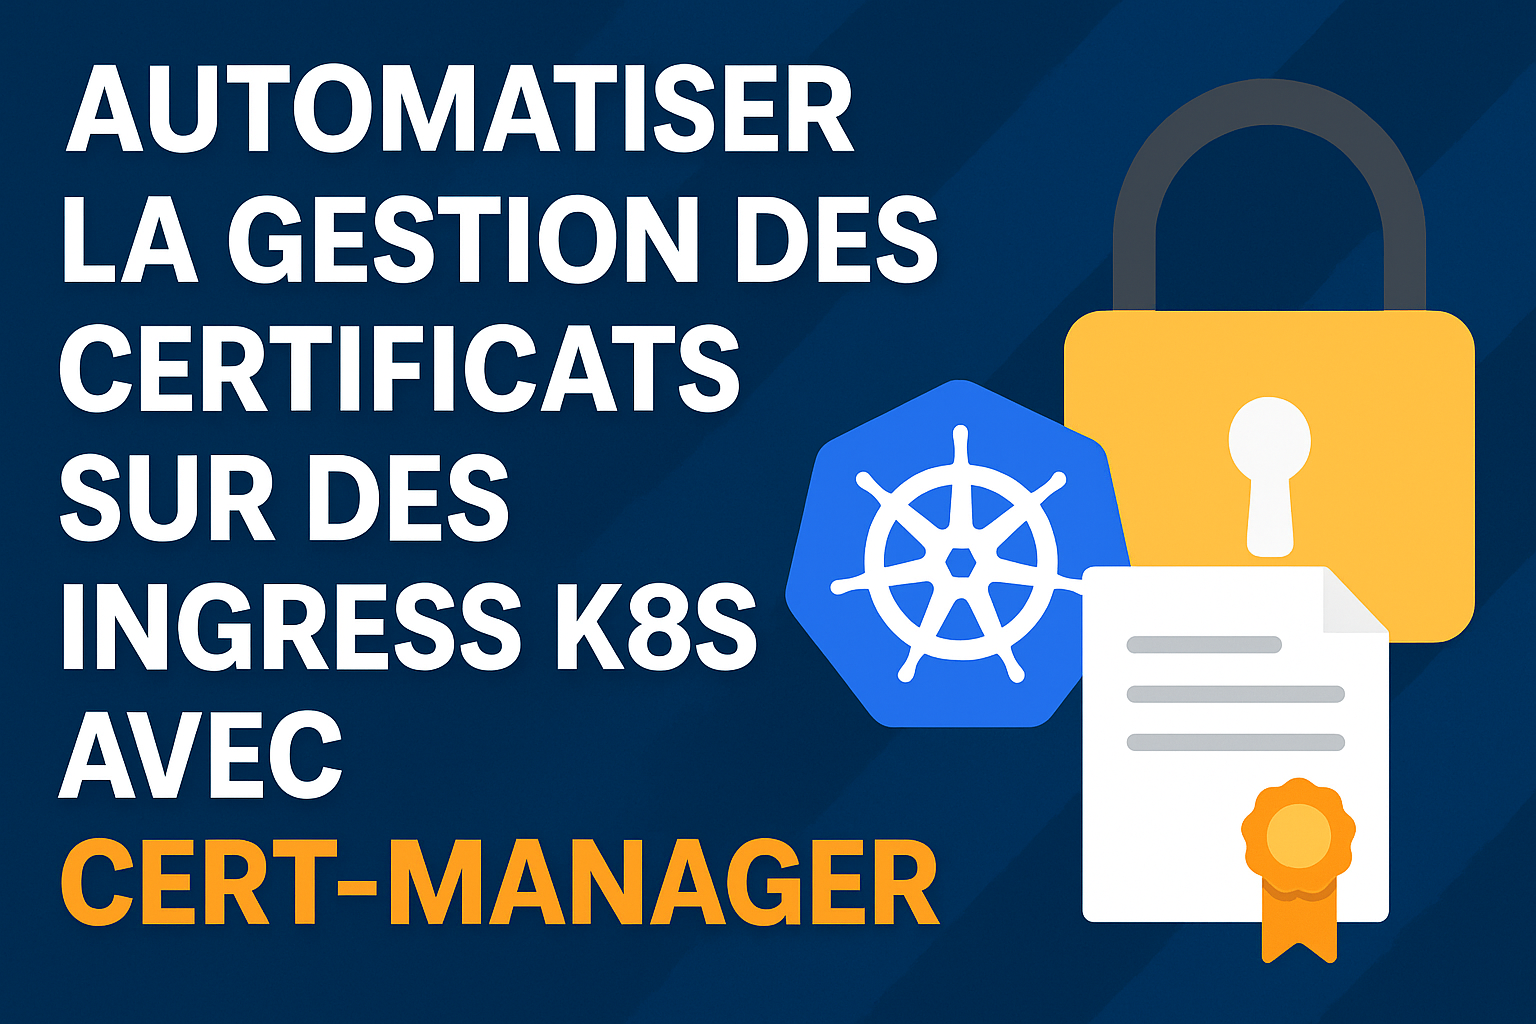 AUTOMATISER
LA GESTION DES
CERTIFICATS
SUR DES
INGRESS K8S
AVEC
CERT-MANAGER